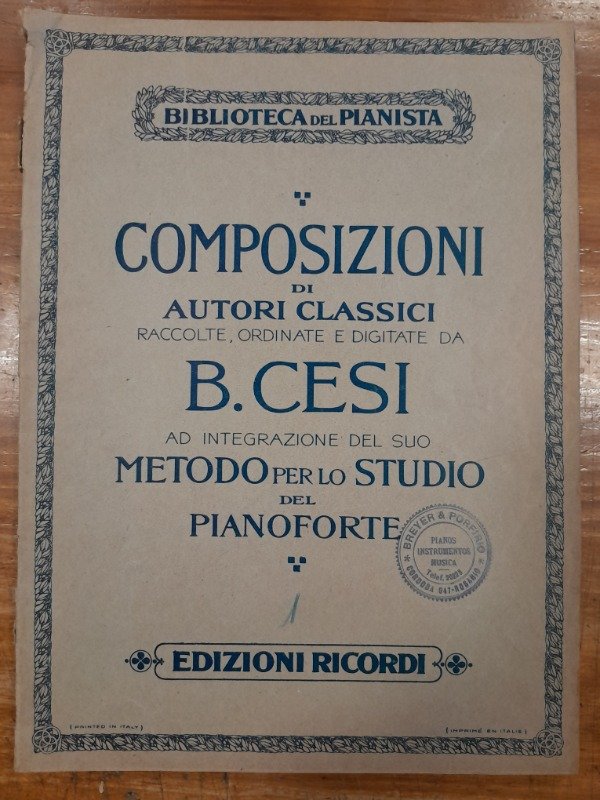 BIBLIOTECA DEL PIANISTA
COMPOSIZIONI
DI
AUTORI CLASSICI
RACCOLTE, ORDINATE E DIGITATE DA
B. CESI
AD INTEGRAZIONE DEL SUO
METODO PER LO STUDIO
DEL
PIANOFORTE
BREYER & PORFIRIO
PIANOS
INSTRUMENTOS
MUSICA
Telef.
CORDOBA 947-ROSARIO
1
EDIZIONI RICORDI
(PRINTED IN ITALY)
(IMPRIMÉ EN ITALIE)